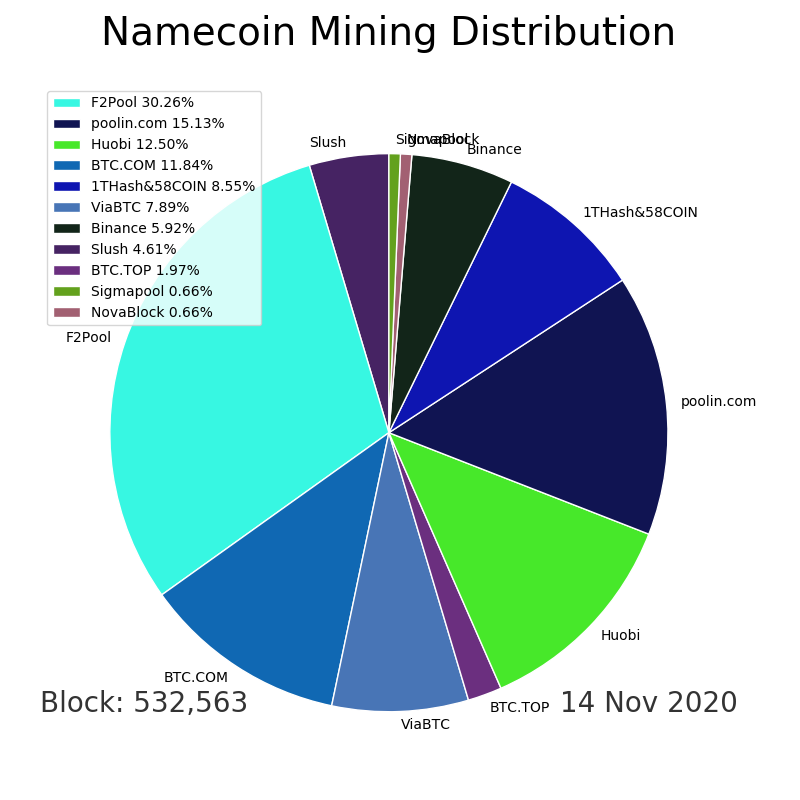 Namecoin Mining Distribution
F2Pool 30.26%
poolin.com 15.13%
Huobi 12.50%
BTC.COM 11.84%
1THash&58COIN 8.55%
ViaBTC 7.89%
Binance 5.92%
Slush 4.61%
BTC.TOP 1.97%
Sigmapool 0.66%
NovaBlock 0.66%
Slush
Sigmapool
NovaBlock
Binance
1THash&58COIN
F2Pool
poolin.com
Huobi
BTC.COM
BTC.TOP
ViaBTC
Block: 532,563
14 Nov 2020